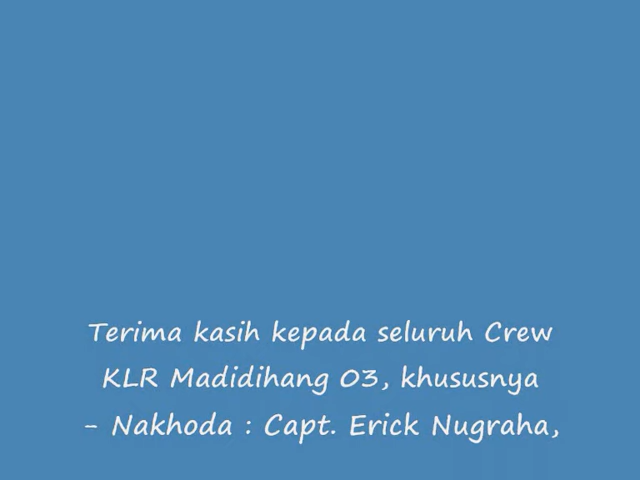 Terima kasih kepada seluruh Crew
KLR Madidihang 03, khususnya
- Nakhoda : Capt. Erick Nugraha,